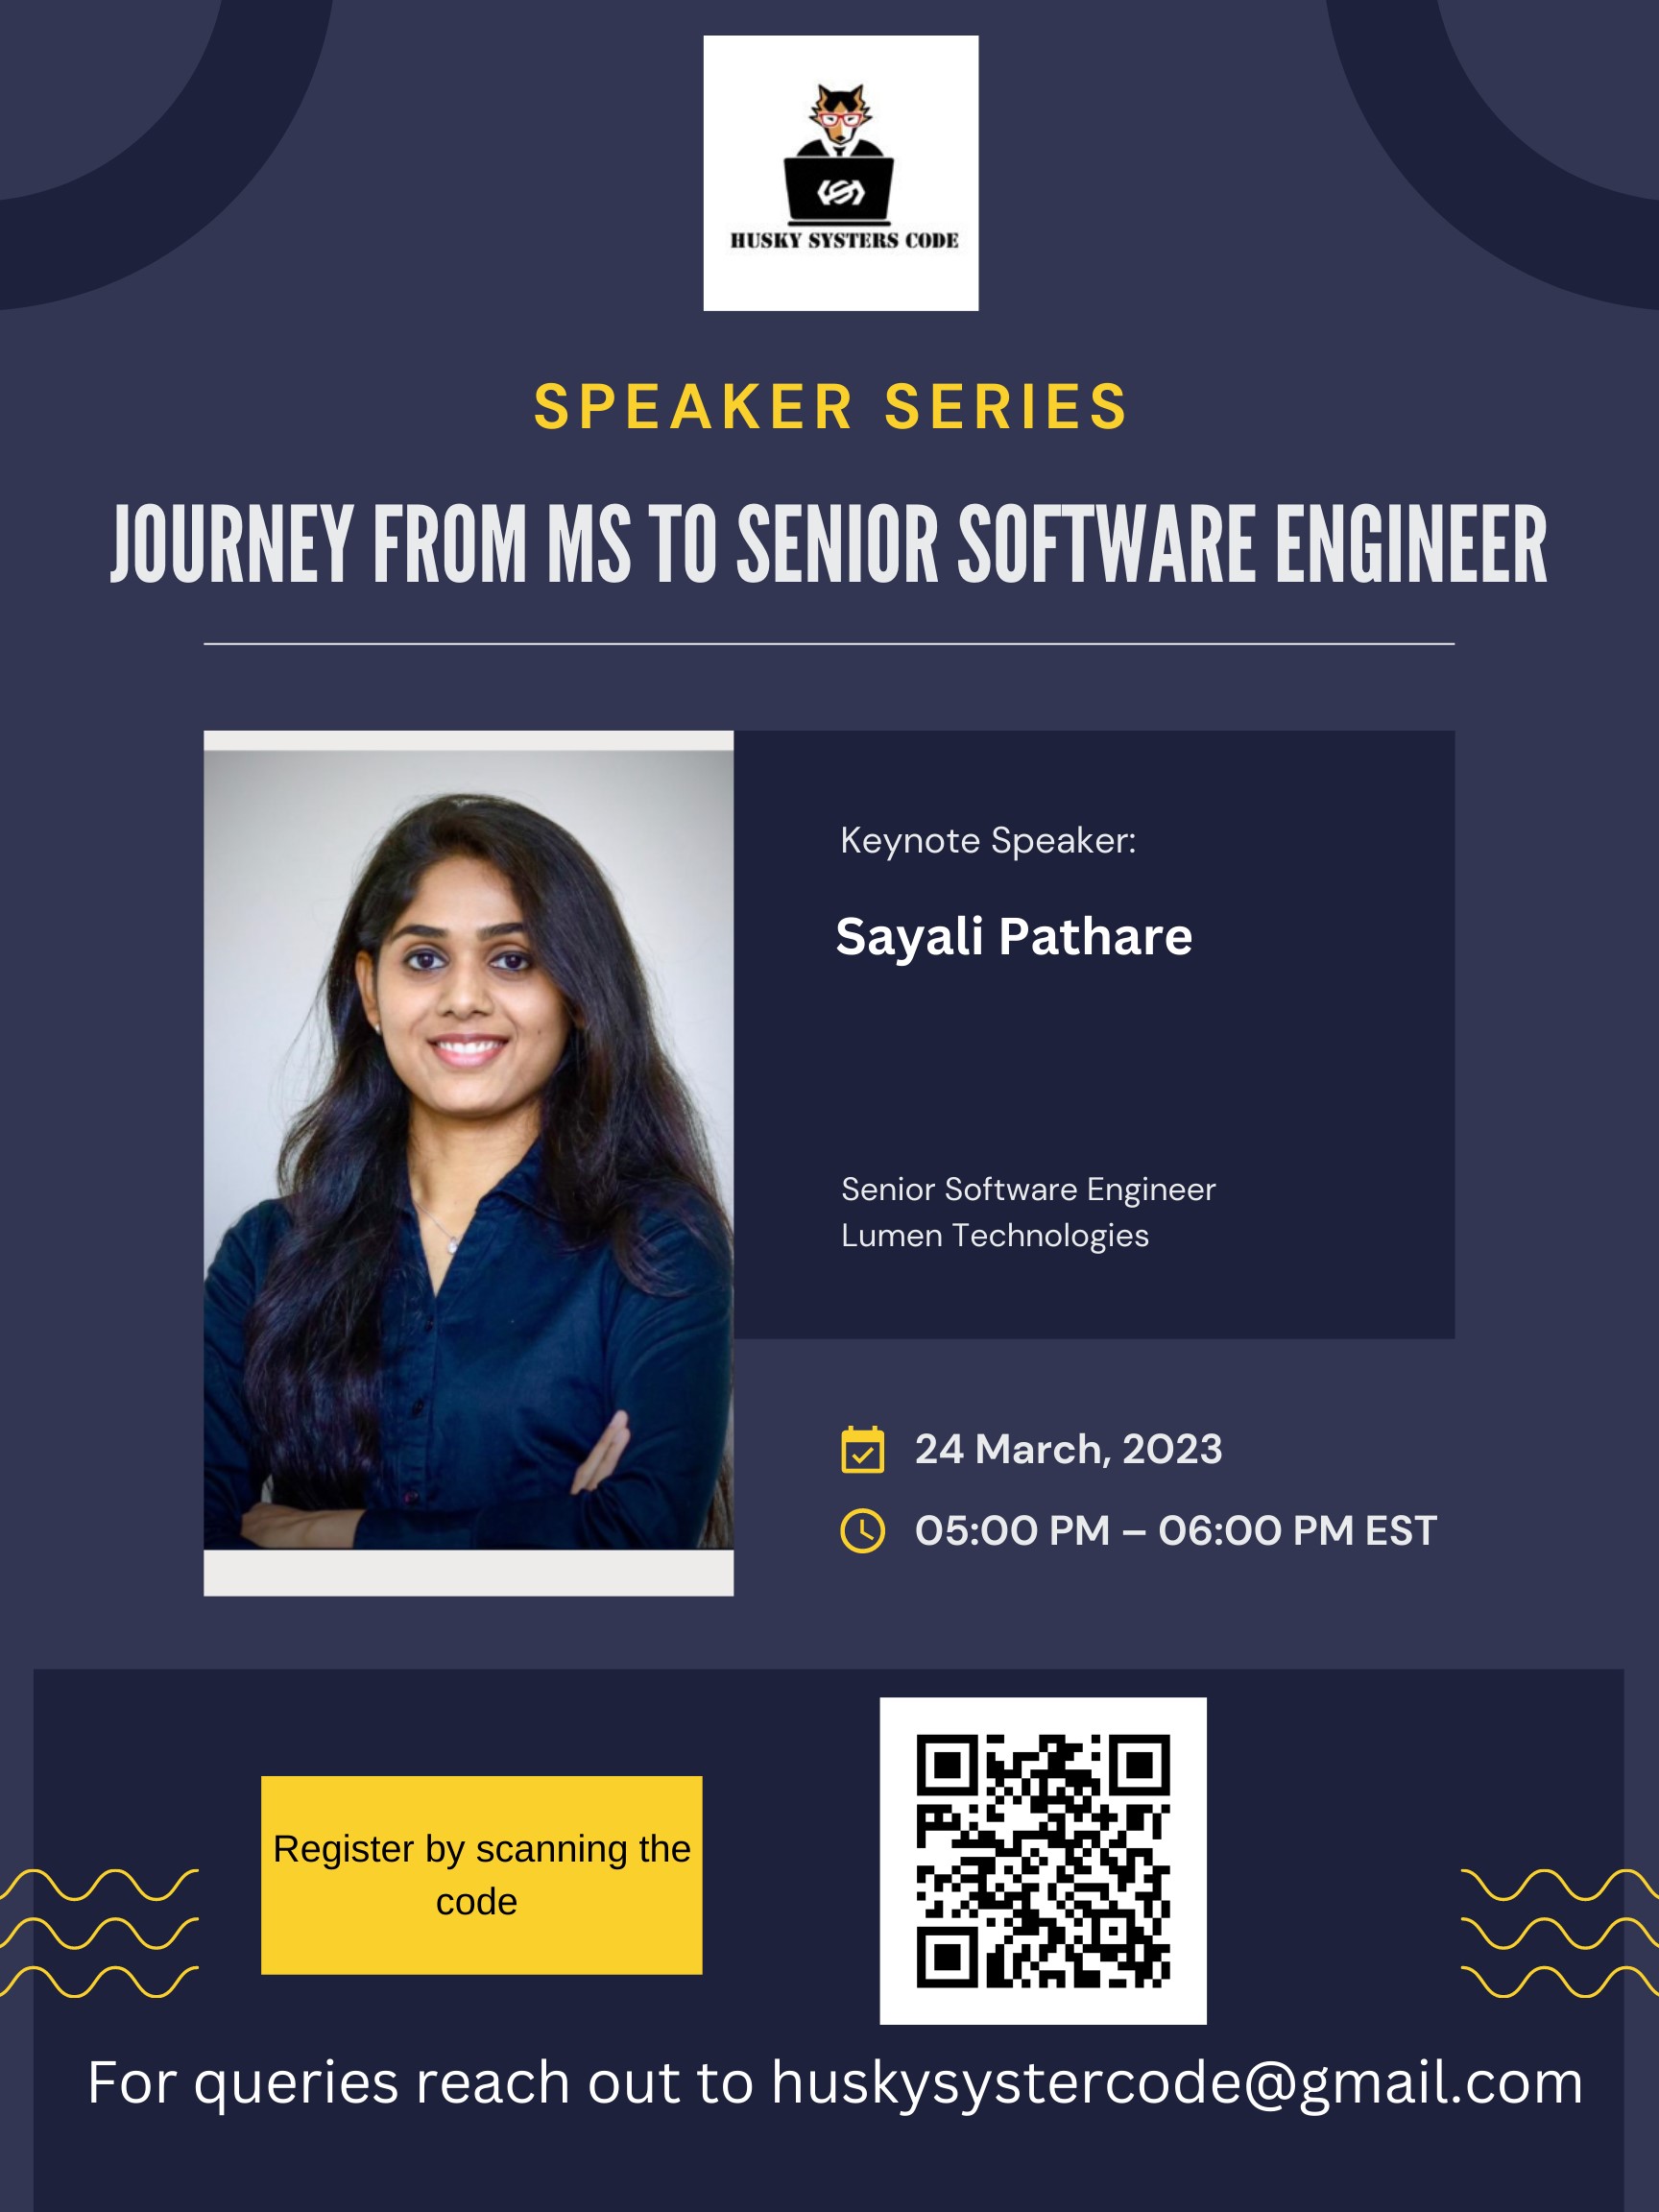 HUSKY SYSTERS CODE
SPEAKER SERIES
JOURNEY FROM MS TO SENIOR SOFTWARE ENGINEER
Keynote Speaker:
Sayali Pathare
Senior Software Engineer
Lumen Technologies
24 March, 2023
05:00 PM – 06:00 PM EST
Register by scanning the
code
For queries reach out to huskysystercode@gmail.com